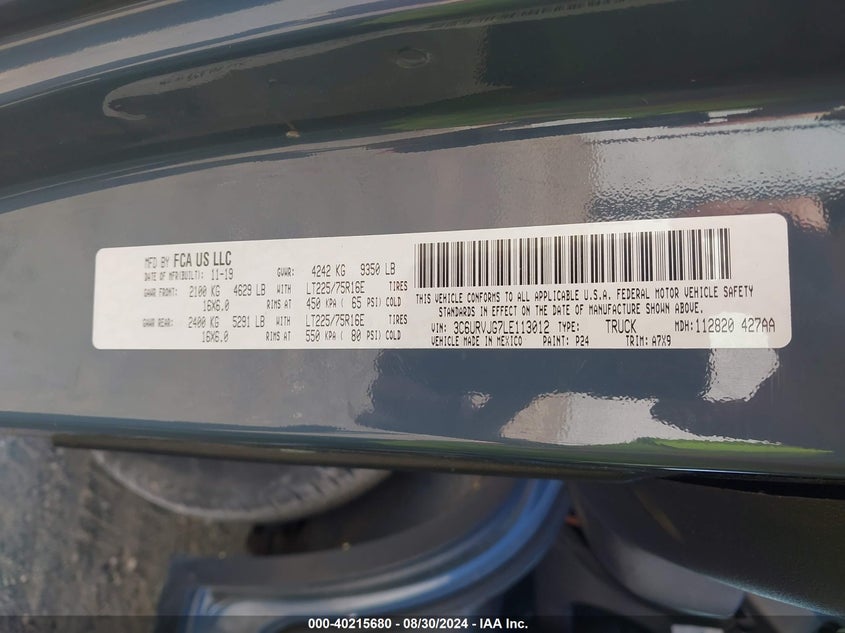 MFD BY FCA US LLC
DATE OF MFR(BUILT): 11-19 GVWR: 4242 KG 9350 LB
GAWR FRONT: 2100 KG 4629 LB WITH LT225/75R16E TIRES
16X6.0 RIMS AT 450 KPA ( 65 PSI) COLD
GAWR REAR: 2400 KG 5291 LB WITH LT225/75R16E TIRES
16X6.0 RIMS AT 550 KPA ( 80 PSI) COLD
THIS VEHICLE CONFORMS TO ALL APPLICABLE U.S.A. FEDERAL MOTOR VEHICLE SAFETY
STANDARDS IN EFFECT ON THE DATE OF MANUFACTURE SHOWN ABOVE.
VIN: 3C6URVJG7LE113012 TYPE: TRUCK MDH: 112820 427AA
VEHICLE MADE IN MEXICO PAINT: P24 TRIM: A7X9
000-40215680 - 08/30/2024 - IAA Inc.